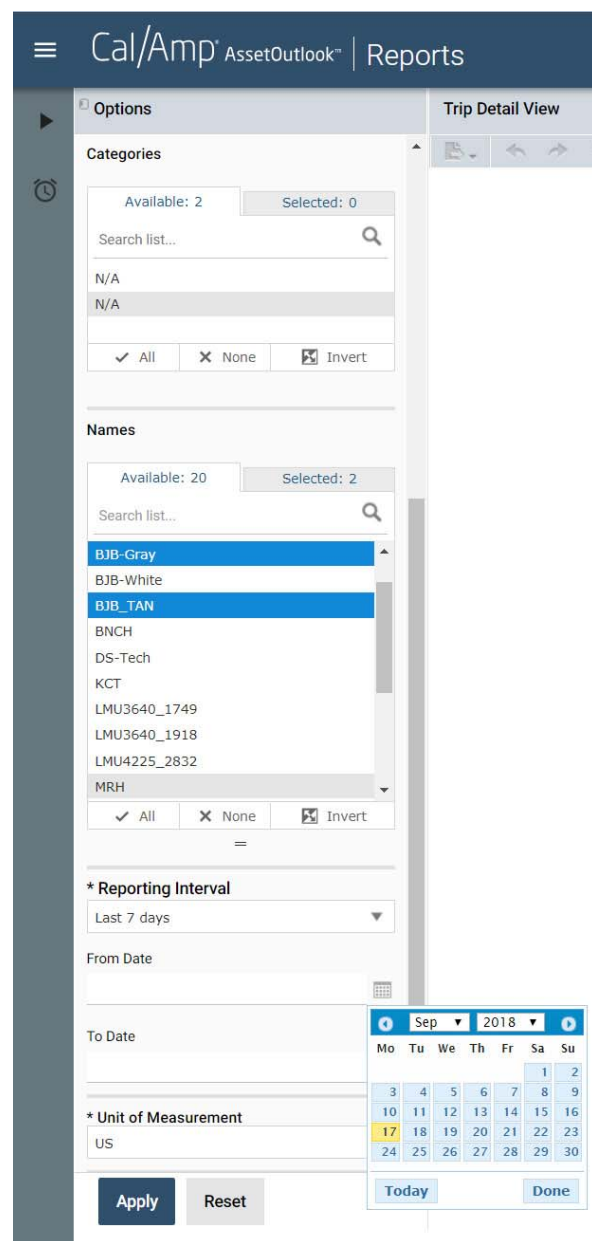 Cal/Amp® AssetOutlook™ | Reports
Options
Trip Detail View
Categories
Available: 2 Selected: 0
Search list...
N/A
N/A
All None Invert
Names
Available: 20 Selected: 2
Search list...
BJB-Gray
BJB-White
BJB_TAN
BNCH
DS-Tech
KCT
LMU3640_1749
LMU3640_1918
LMU4225_2832
MRH
All None Invert
* Reporting Interval
Last 7 days
From Date
To Date
* Unit of Measurement
US
Apply Reset
Sep 2018
Mo Tu We Th Fr Sa Su
1 2
3 4 5 6 7 8 9
10 11 12 13 14 15 16
17 18 19 20 21 22 23
24 25 26 27 28 29 30
Today Done